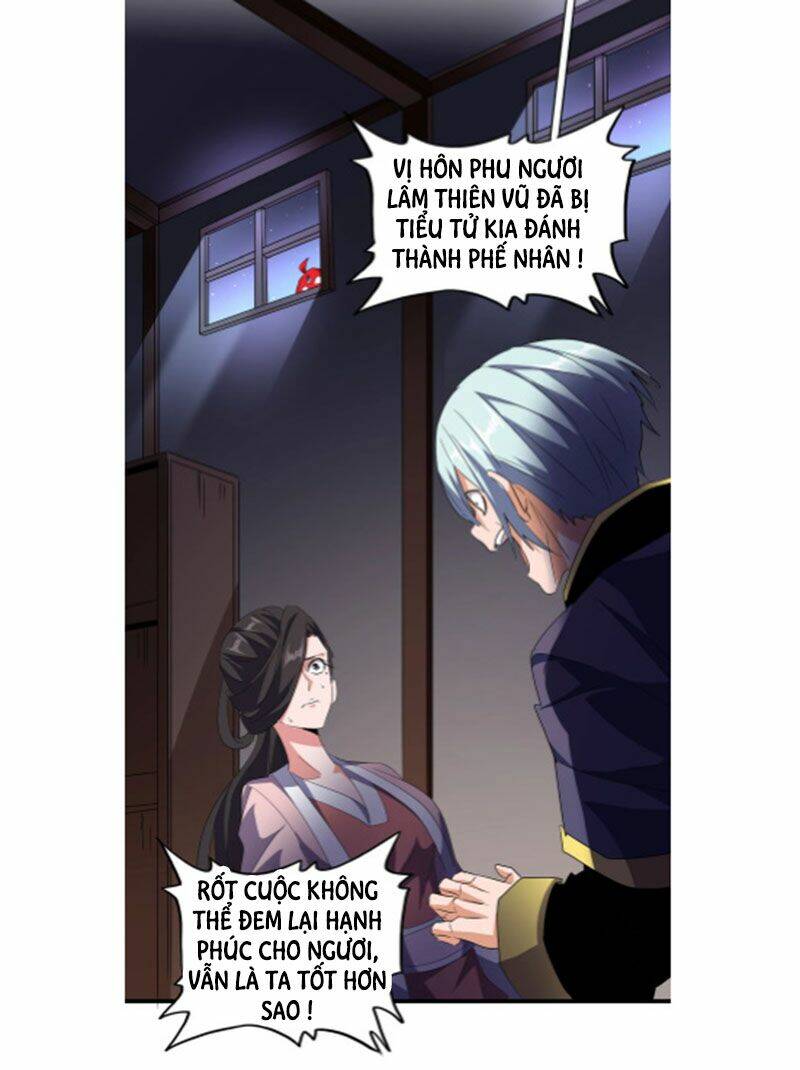 VỊ HÔN PHU NGƯƠI
LÂM THIÊN VŨ ĐÃ BỊ
TIỂU TỬ KIA ĐÁNH
THÀNH PHẾ NHÂN !
RỐT CUỘC KHÔNG
THỂ ĐEM LẠI HẠNH
PHÚC CHO NGƯƠI,
VẪN LÀ TA TỐT HƠN
SAO !